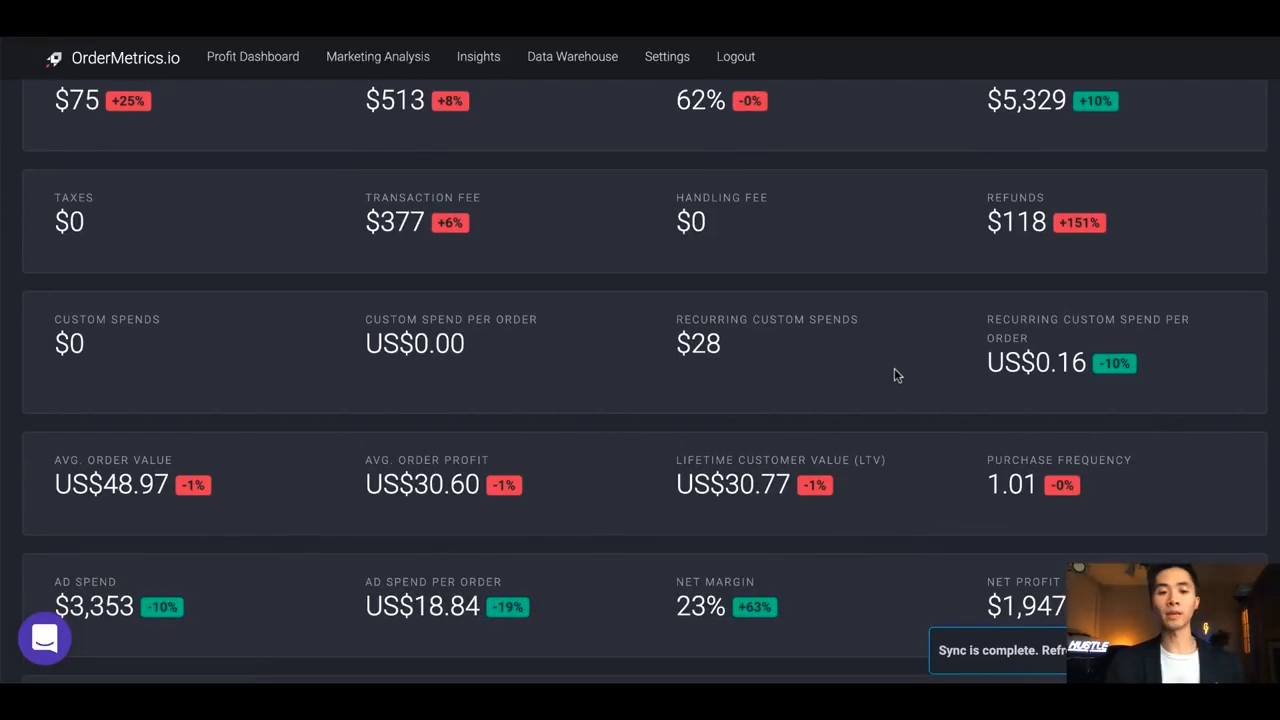 OrderMetrics.io Profit Dashboard Marketing Analysis Insights Data Warehouse Settings Logout
$75 +25% $513 +8% 62% -0% $5,329 +10%
TAXES TRANSACTION FEE HANDLING FEE REFUNDS
$0 $377 +6% $0 $118 +151%
CUSTOM SPENDS CUSTOM SPEND PER ORDER RECURRING CUSTOM SPENDS RECURRING CUSTOM SPEND PER
ORDER
$0 US$0.00 $28 US$0.16 -10%
AVG. ORDER VALUE AVG. ORDER PROFIT LIFETIME CUSTOMER VALUE (LTV) PURCHASE FREQUENCY
US$48.97 -1% US$30.60 -1% US$30.77 -1% 1.01 -0%
AD SPEND AD SPEND PER ORDER NET MARGIN NET PROFIT
$3,353 -10% US$18.84 -19% 23% +63% $1,947
Sync is complete. Refr
HUSTLE